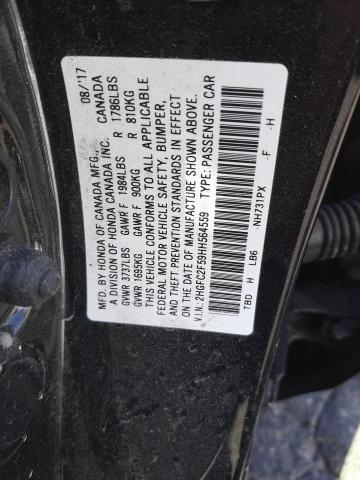 MFD. BY HONDA OF CANADA MFG. 08/'17
A DIVISION OF HONDA CANADA INC. CANADA
GVWR 3737LBS GAWR F 1984LBS R 1786LBS
GVWR 1695KG GAWR F 900KG R 810KG
THIS VEHICLE CONFORMS TO ALL APPLICABLE
FEDERAL MOTOR VEHICLE SAFETY, BUMPER,
AND THEFT PREVENTION STANDARDS IN EFFECT
ON THE DATE OF MANUFACTURE SHOWN ABOVE.
V.I.N.: 2HGFC2F59HH564559 TYPE: PASSENGER CAR
TBD H LB6 -NH731PX -F -H